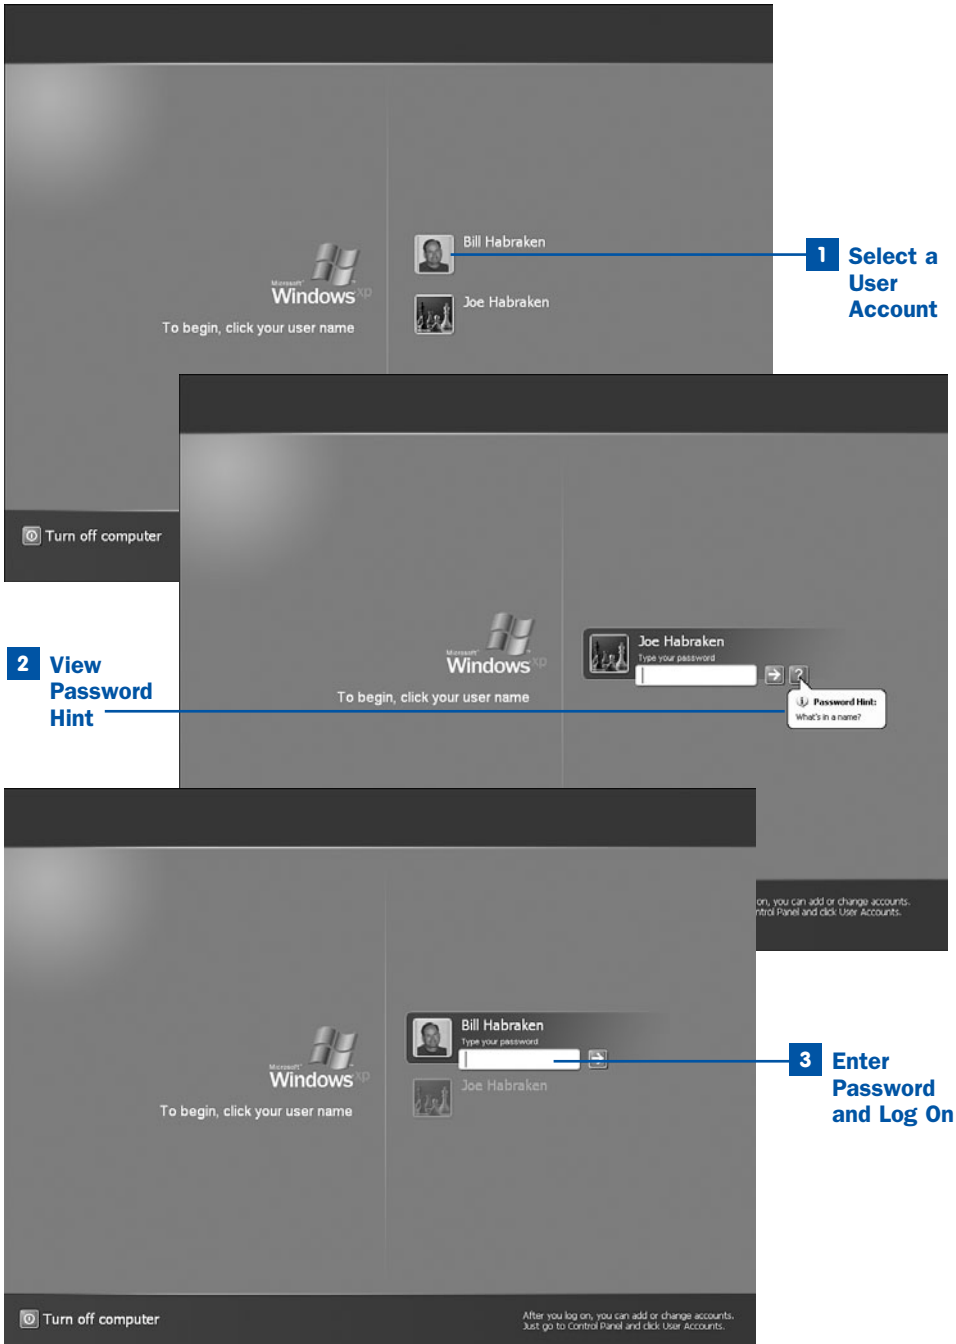 Bill Habraken
Joe Habraken
Microsoft
Windows xp
To begin, click your user name
Turn off computer
1 Select a
User
Account
Joe Habraken
Type your password
Microsoft
Windows xp
To begin, click your user name
?
Password Hint:
What's in a name?
2 View
Password
Hint
on, you can add or change accounts.
ntrol Panel and click User Accounts.
Bill Habraken
Type your password
Joe Habraken
Microsoft
Windows xp
To begin, click your user name
3 Enter
Password
and Log On
Turn off computer
After you log on, you can add or change accounts.
Just go to Control Panel and click User Accounts.